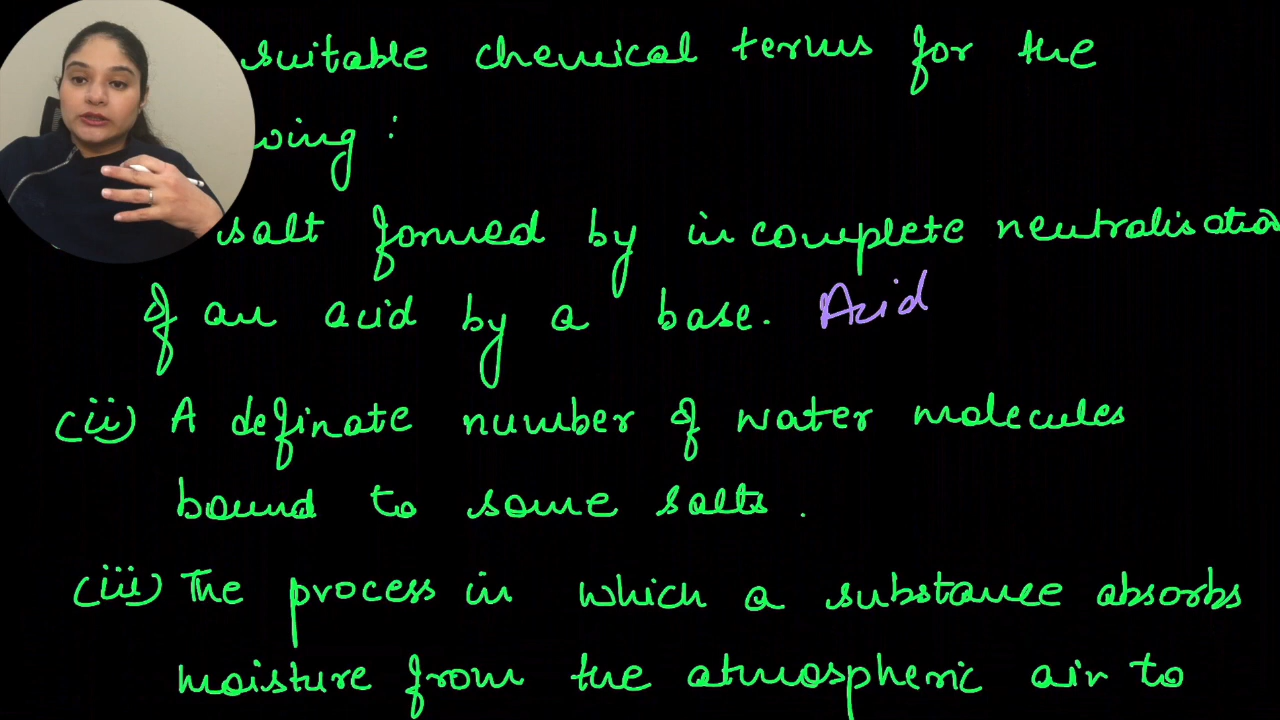 suitable chemical terms for the
wing :
salt formed by incomplete neutralisation
of an acid by a base. Acid
(ii) A definate number of water molecules
bound to some salts.
(iii) The process in which a substance absorbs
moisture from the atmospheric air to